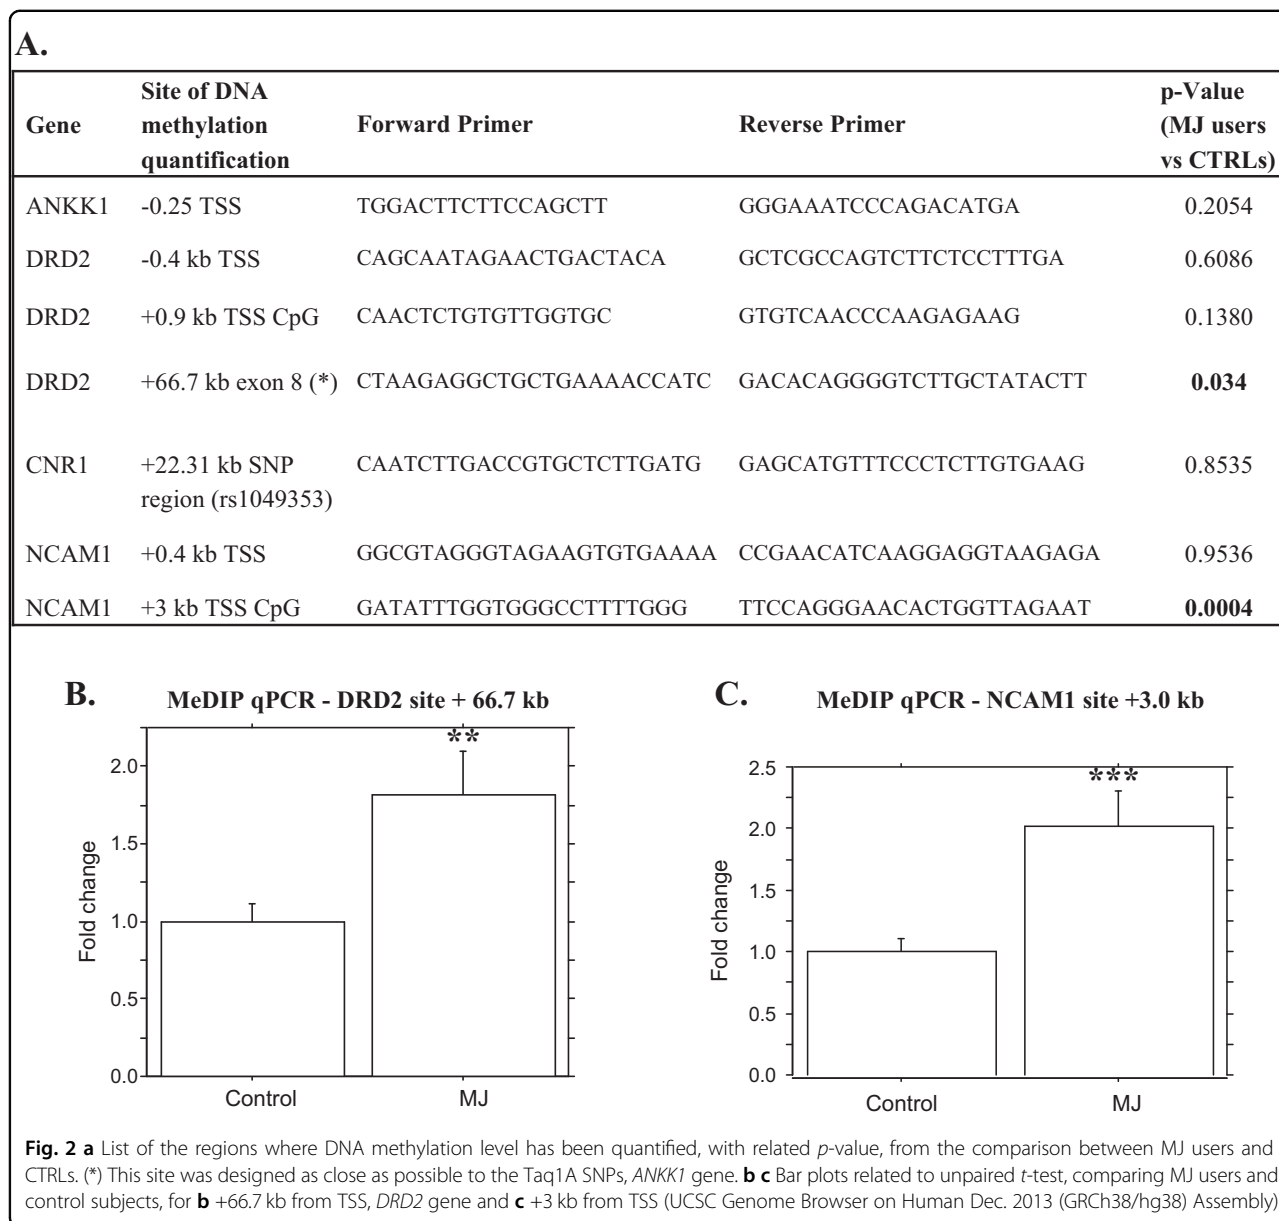 A.
Gene Site of DNA methylation quantification Forward Primer Reverse Primer p-Value (MJ users vs CTRLs)
ANKK1 -0.25 TSS TGGACTTCTTCCAGCTT GGGAAATCCCAGACATGA 0.2054
DRD2 -0.4 kb TSS CAGCAATAGAACTGACTACA GCTCGCCAGTCTTCTCCTTTGA 0.6086
DRD2 +0.9 kb TSS CpG CAACTCTGTGTTGGTGC GTGTCAACCCAAGAGAAG 0.1380
DRD2 +66.7 kb exon 8 (*) CTAAGAGGCTGCTGAAAACCATC GACACAGGGGTCTTGCTATACTT 0.034
CNR1 +22.31 kb SNP region (rs1049353) CAATCTTGACCGTGCTCTTGATG GAGCATGTTTCCCTCTTGTGAAG 0.8535
NCAM1 +0.4 kb TSS GGCGTAGGGTAGAAGTGTGAAAA CCGAACATCAAGGAGGTAAGAGA 0.9536
NCAM1 +3 kb TSS CpG GATATTTGGTGGGCCTTTTGGG TTCCAGGGAACACTGGTTAGAAT 0.0004
B. MeDIP qPCR - DRD2 site + 66.7 kb
**
2.0
1.5
1.0
0.5
0.0
Fold change
Control MJ
C. MeDIP qPCR - NCAM1 site +3.0 kb
***
2.5
2.0
1.5
1.0
0.5
0.0
Fold change
Control MJ
Fig. 2 a List of the regions where DNA methylation level has been quantified, with related p-value, from the comparison between MJ users and
CTRLs. (*) This site was designed as close as possible to the Taq1A SNPs, ANKK1 gene. b c Bar plots related to unpaired t-test, comparing MJ users and
control subjects, for b +66.7 kb from TSS, DRD2 gene and c +3 kb from TSS (UCSC Genome Browser on Human Dec. 2013 (GRCh38/hg38) Assembly)